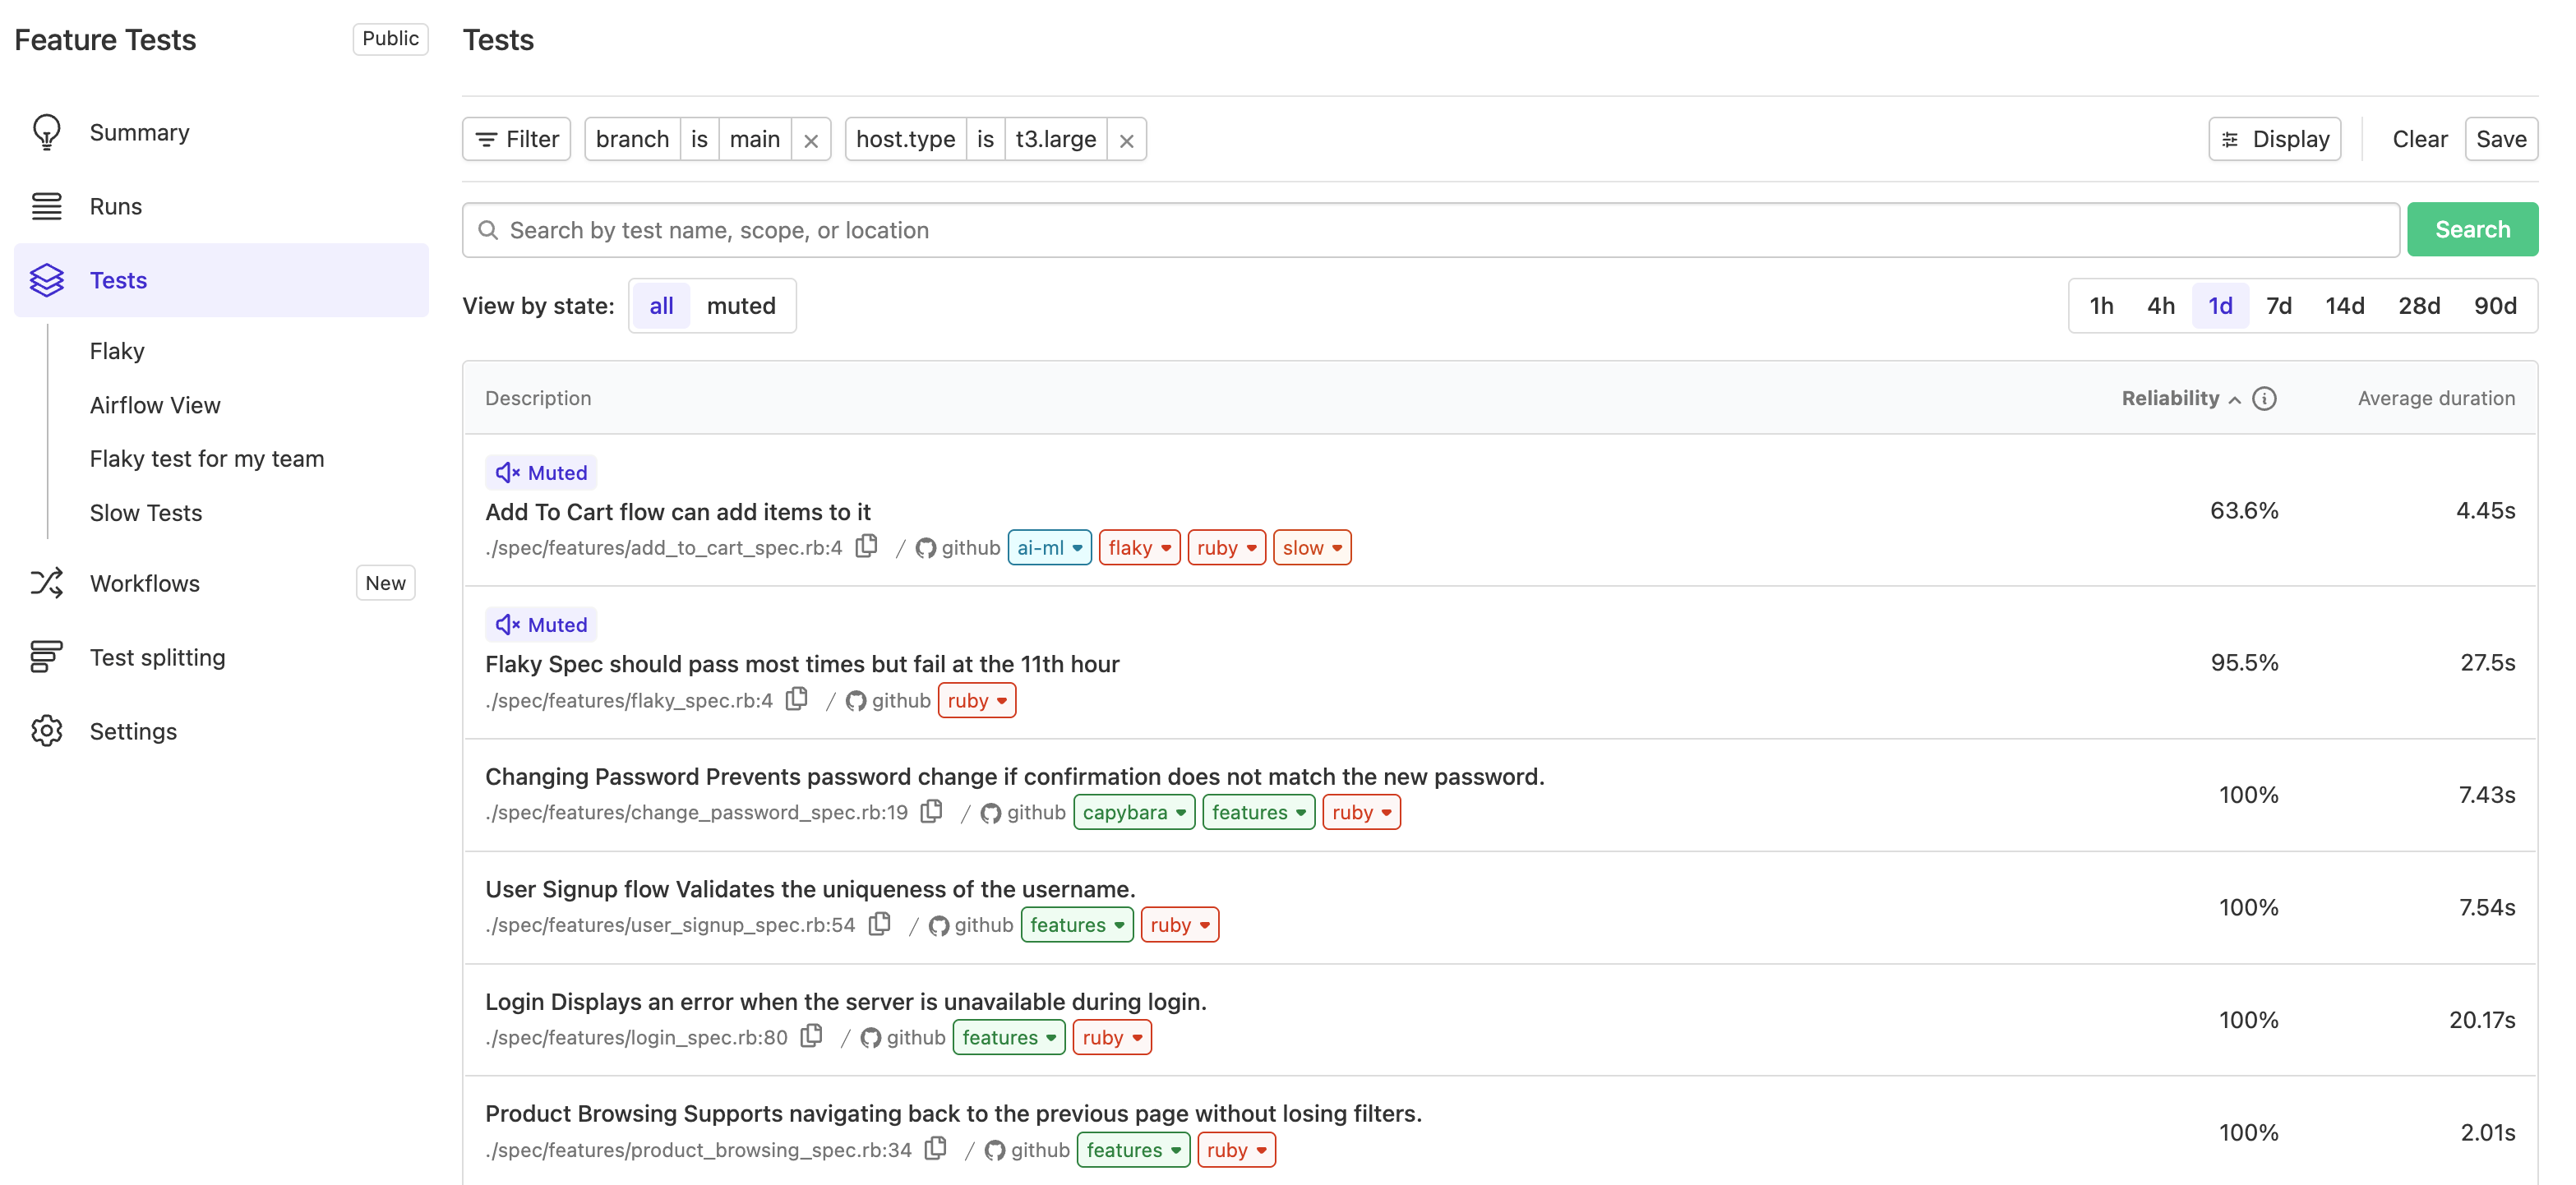 Feature Tests
Public
Summary
Runs
Tests
Flaky
Airflow View
Flaky test for my team
Slow Tests
Workflows
New
Test splitting
Settings
Tests
Filter branch is main × host.type is t3.large × Display Clear Save
Search by test name, scope, or location Search
View by state: all muted 1h 4h 1d 7d 14d 28d 90d
Description Reliability Average duration
Muted
Add To Cart flow can add items to it 63.6% 4.45s
./spec/features/add_to_cart_spec.rb:4 / github ai-ml flaky ruby slow
Muted
Flaky Spec should pass most times but fail at the 11th hour 95.5% 27.5s
./spec/features/flaky_spec.rb:4 / github ruby
Changing Password Prevents password change if confirmation does not match the new password. 100% 7.43s
./spec/features/change_password_spec.rb:19 / github capybara features ruby
User Signup flow Validates the uniqueness of the username. 100% 7.54s
./spec/features/user_signup_spec.rb:54 / github features ruby
Login Displays an error when the server is unavailable during login. 100% 20.17s
./spec/features/login_spec.rb:80 / github features ruby
Product Browsing Supports navigating back to the previous page without losing filters. 100% 2.01s
./spec/features/product_browsing_spec.rb:34 / github features ruby